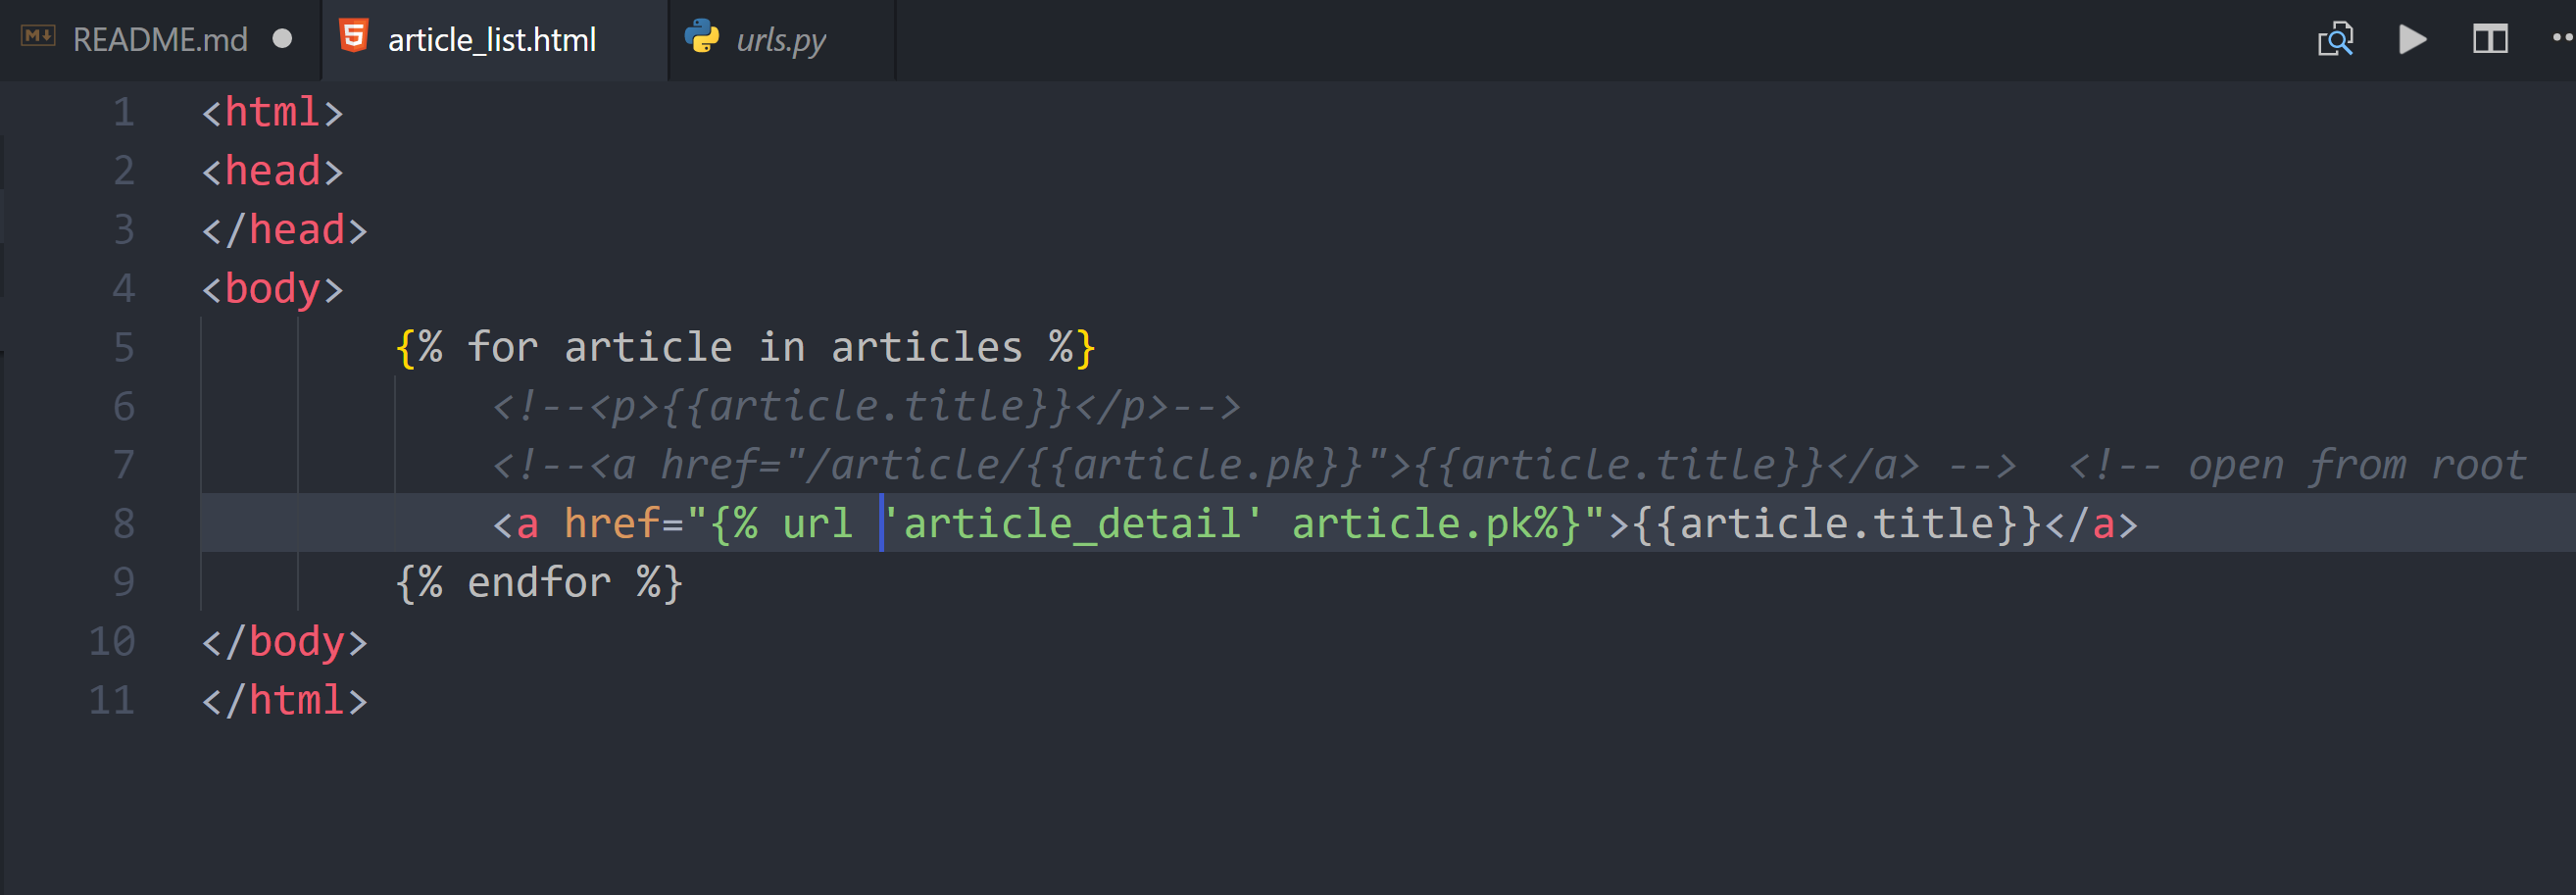 README.md article_list.html urls.py
1 <html>
2 <head>
3 </head>
4 <body>
5 {% for article in articles %}
6 <!--<p>{{article.title}}</p>-->
7 <!--<a href="/article/{{article.pk}}">{{article.title}}</a> --> <!-- open from root
8 <a href="{% url 'article_detail' article.pk%}">{{article.title}}</a>
9 {% endfor %}
10 </body>
11 </html>